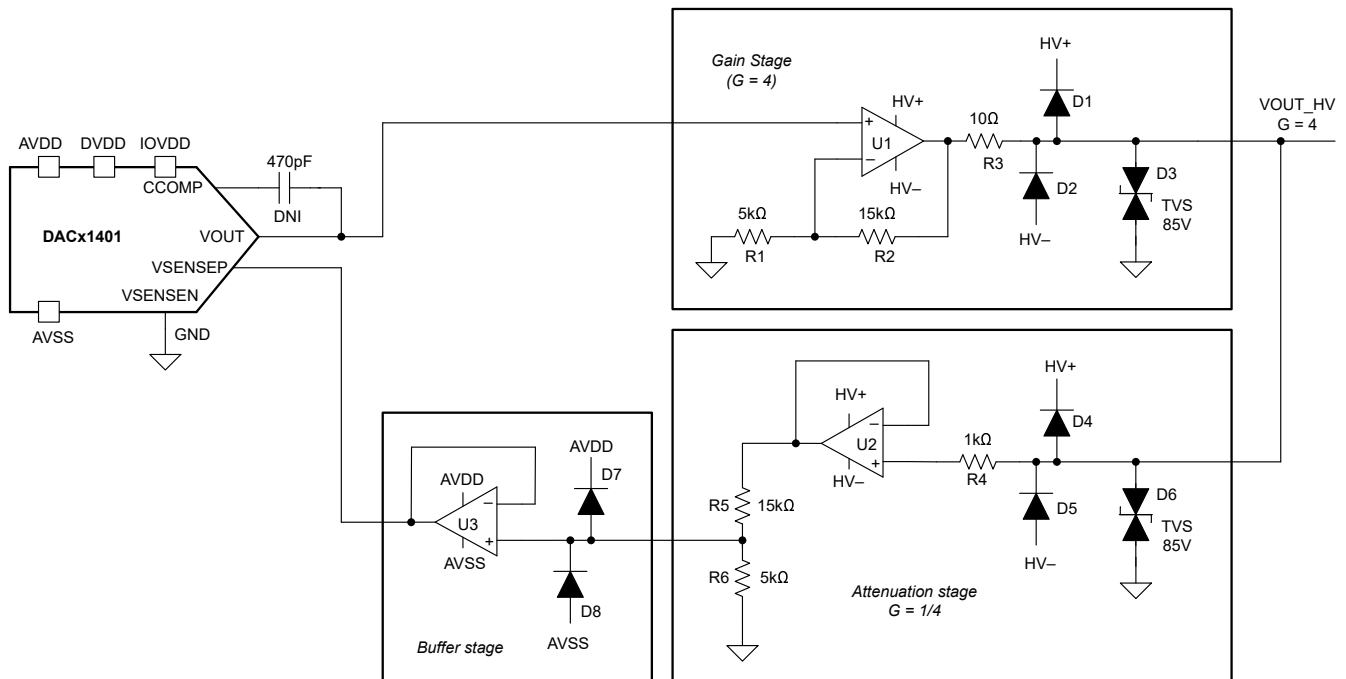 AVDD
DVDD
IOVDD
CCOMP
470pF
DNI
DACx1401
VOUT
VSENSEP
VSENSEN
AVSS
GND
Gain Stage
(G = 4)
HV+
+
U1
−
HV–
5kΩ
R1
15kΩ
R2
10Ω
R3
HV+
D1
D2
HV–
D3
TVS
85V
VOUT_HV
G = 4
HV+
−
U2
+
HV–
1kΩ
R4
HV+
D4
D5
HV–
D6
TVS
85V
R5
15kΩ
R6
5kΩ
Attenuation stage
G = 1/4
AVDD
−
U3
+
AVSS
AVDD
D7
D8
AVSS
Buffer stage